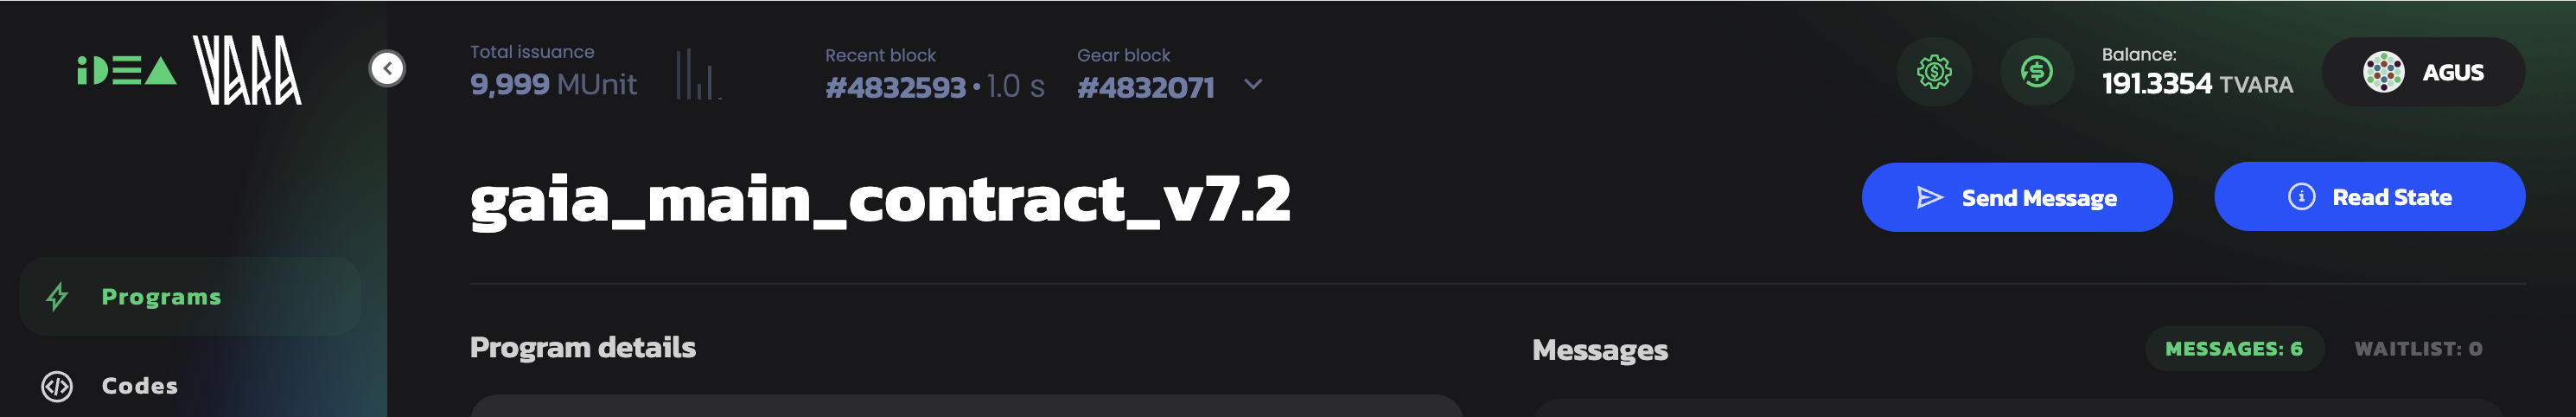 iDEA VARA
Total issuance
9,999 MUnit
Recent block
#4832593 • 1.0 s
Gear block
#4832071
Balance:
191.3354 TVARA
AGUS
gaia_main_contract_v7.2
Send Message
Read State
Programs
Codes
Program details
Messages
MESSAGES: 6
WAITLIST: 0